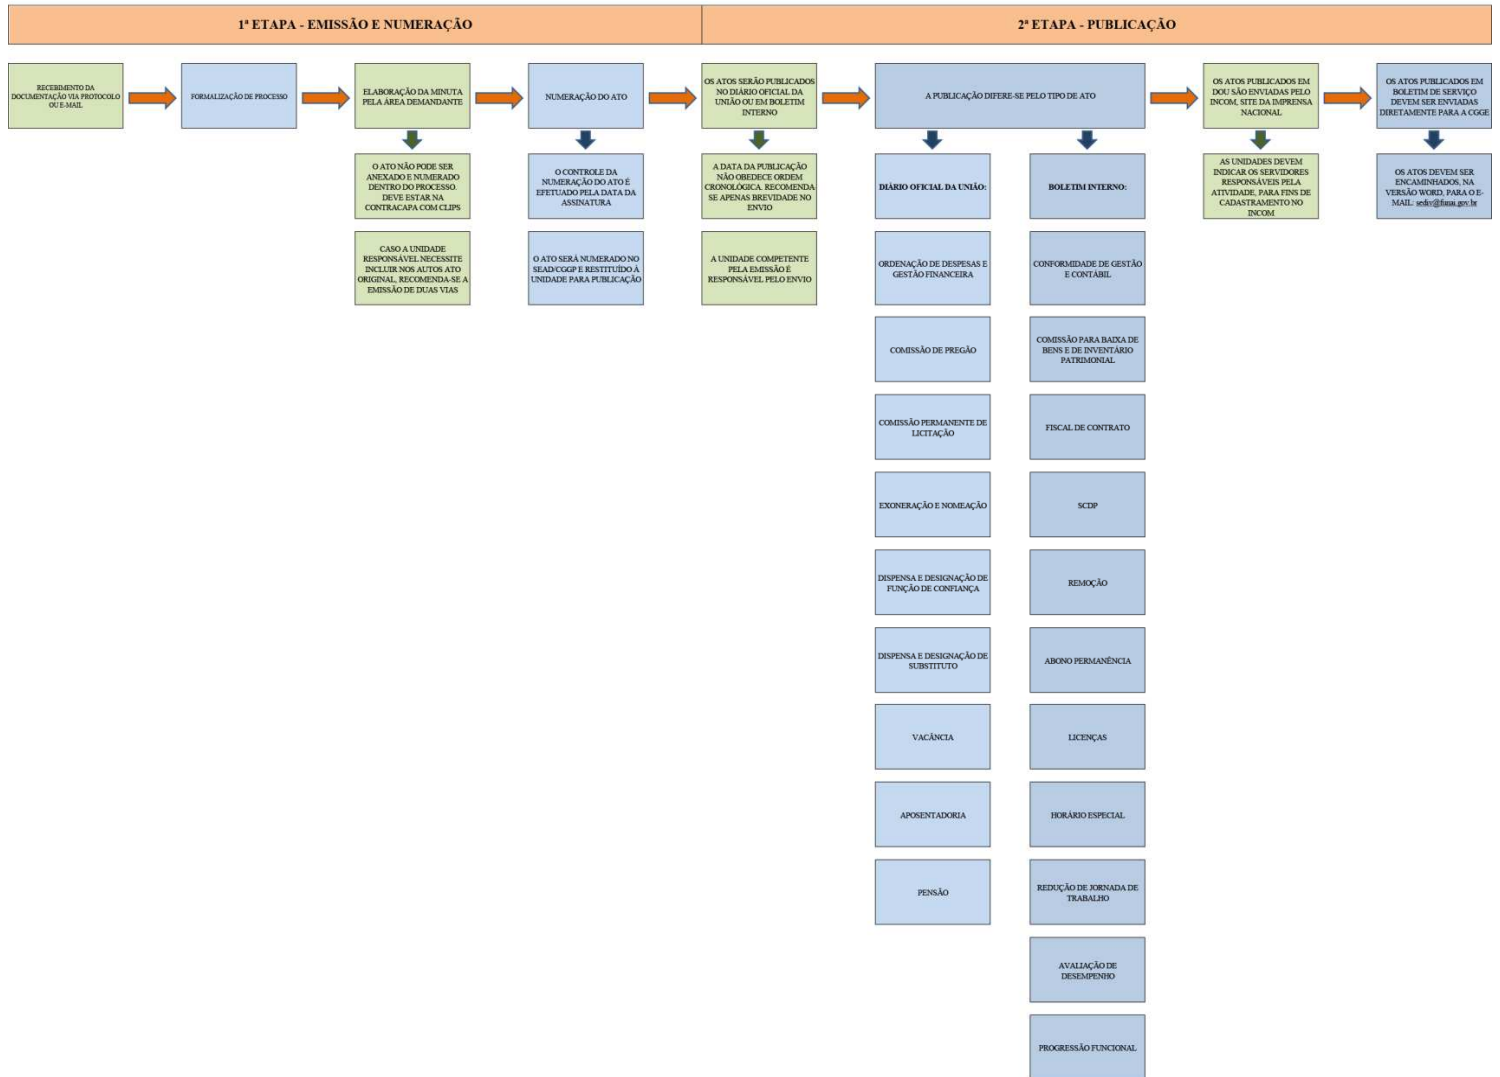 1ª ETAPA - EMISSÃO E NUMERAÇÃO
2ª ETAPA - PUBLICAÇÃO
RECEBIMENTO DA
DOCUMENTAÇÃO VIA PROTOCOLO
OU E-MAIL
FORMALIZAÇÃO DE PROCESSO
ELABORAÇÃO DA MINUTA
PELA ÁREA DEMANDANTE
NUMERAÇÃO DO ATO
OS ATOS SERÃO PUBLICADOS
NO DIÁRIO OFICIAL DA
UNIÃO OU EM BOLETIM
INTERNO
A PUBLICAÇÃO DIFERE-SE PELO TIPO DE ATO
OS ATOS PUBLICADOS EM
DOU SÃO ENVIADAS PELO
INCOM, SITE DA IMPRENSA
NACIONAL
OS ATOS PUBLICADOS EM
BOLETIM DE SERVIÇO
DEVEM SER ENVIADAS
DIRETAMENTE PARA A CGGE
O ATO NÃO PODE SER
ANEXADO E NUMERADO
DENTRO DO PROCESSO.
DEVE ESTAR NA
CONTRACAPA COM CLIPS
O CONTROLE DA
NUMERAÇÃO DO ATO É
EFETUADO PELA DATA DA
ASSINATURA
A DATA DA PUBLICAÇÃO
NÃO OBEDECE ORDEM
CRONOLÓGICA. RECOMENDA
SE APENAS BREVIDADE NO
ENVIO
DIÁRIO OFICIAL DA UNIÃO:
BOLETIM INTERNO:
AS UNIDADES DEVEM
INDICAR OS SERVIDORES
RESPONSÁVEIS PELA
ATIVIDADE, PARA FINS DE
CADASTRAMENTO NO
INCOM
OS ATOS DEVEM SER
ENCAMINHADOS, NA
VERSÃO WORD, PARA O E-
MAIL: sediv@funai.gov.br
CASO A UNIDADE
RESPONSÁVEL NECESSITE
INCLUIR NOS AUTOS ATO
ORIGINAL, RECOMENDA-SE A
EMISSÃO DE DUAS VIAS
O ATO SERÁ NUMERADO NO
SEAD/CGGP E RESTITUÍDO À
UNIDADE PARA PUBLICAÇÃO
A UNIDADE COMPETENTE
PELA EMISSÃO É
RESPONSÁVEL PELO ENVIO
ORDENAÇÃO DE DESPESAS E
GESTÃO FINANCEIRA
CONFORMIDADE DE GESTÃO
E CONTÁBIL
COMISSÃO DE PREGÃO
COMISSÃO PARA BAIXA DE
BENS E DE INVENTÁRIO
PATRIMONIAL
COMISSÃO PERMANENTE DE
LICITAÇÃO
FISCAL DE CONTRATO
EXONERAÇÃO E NOMEAÇÃO
SCDP
DISPENSA E DESIGNAÇÃO DE
FUNÇÃO DE CONFIANÇA
REMOÇÃO
DISPENSA E DESIGNAÇÃO DE
SUBSTITUTO
ABONO PERMANÊNCIA
VACÂNCIA
LICENÇAS
APOSENTADORIA
HORÁRIO ESPECIAL
PENSÃO
REDUÇÃO DE JORNADA DE
TRABALHO
AVALIAÇÃO DE
DESEMPENHO
PROGRESSÃO FUNCIONAL